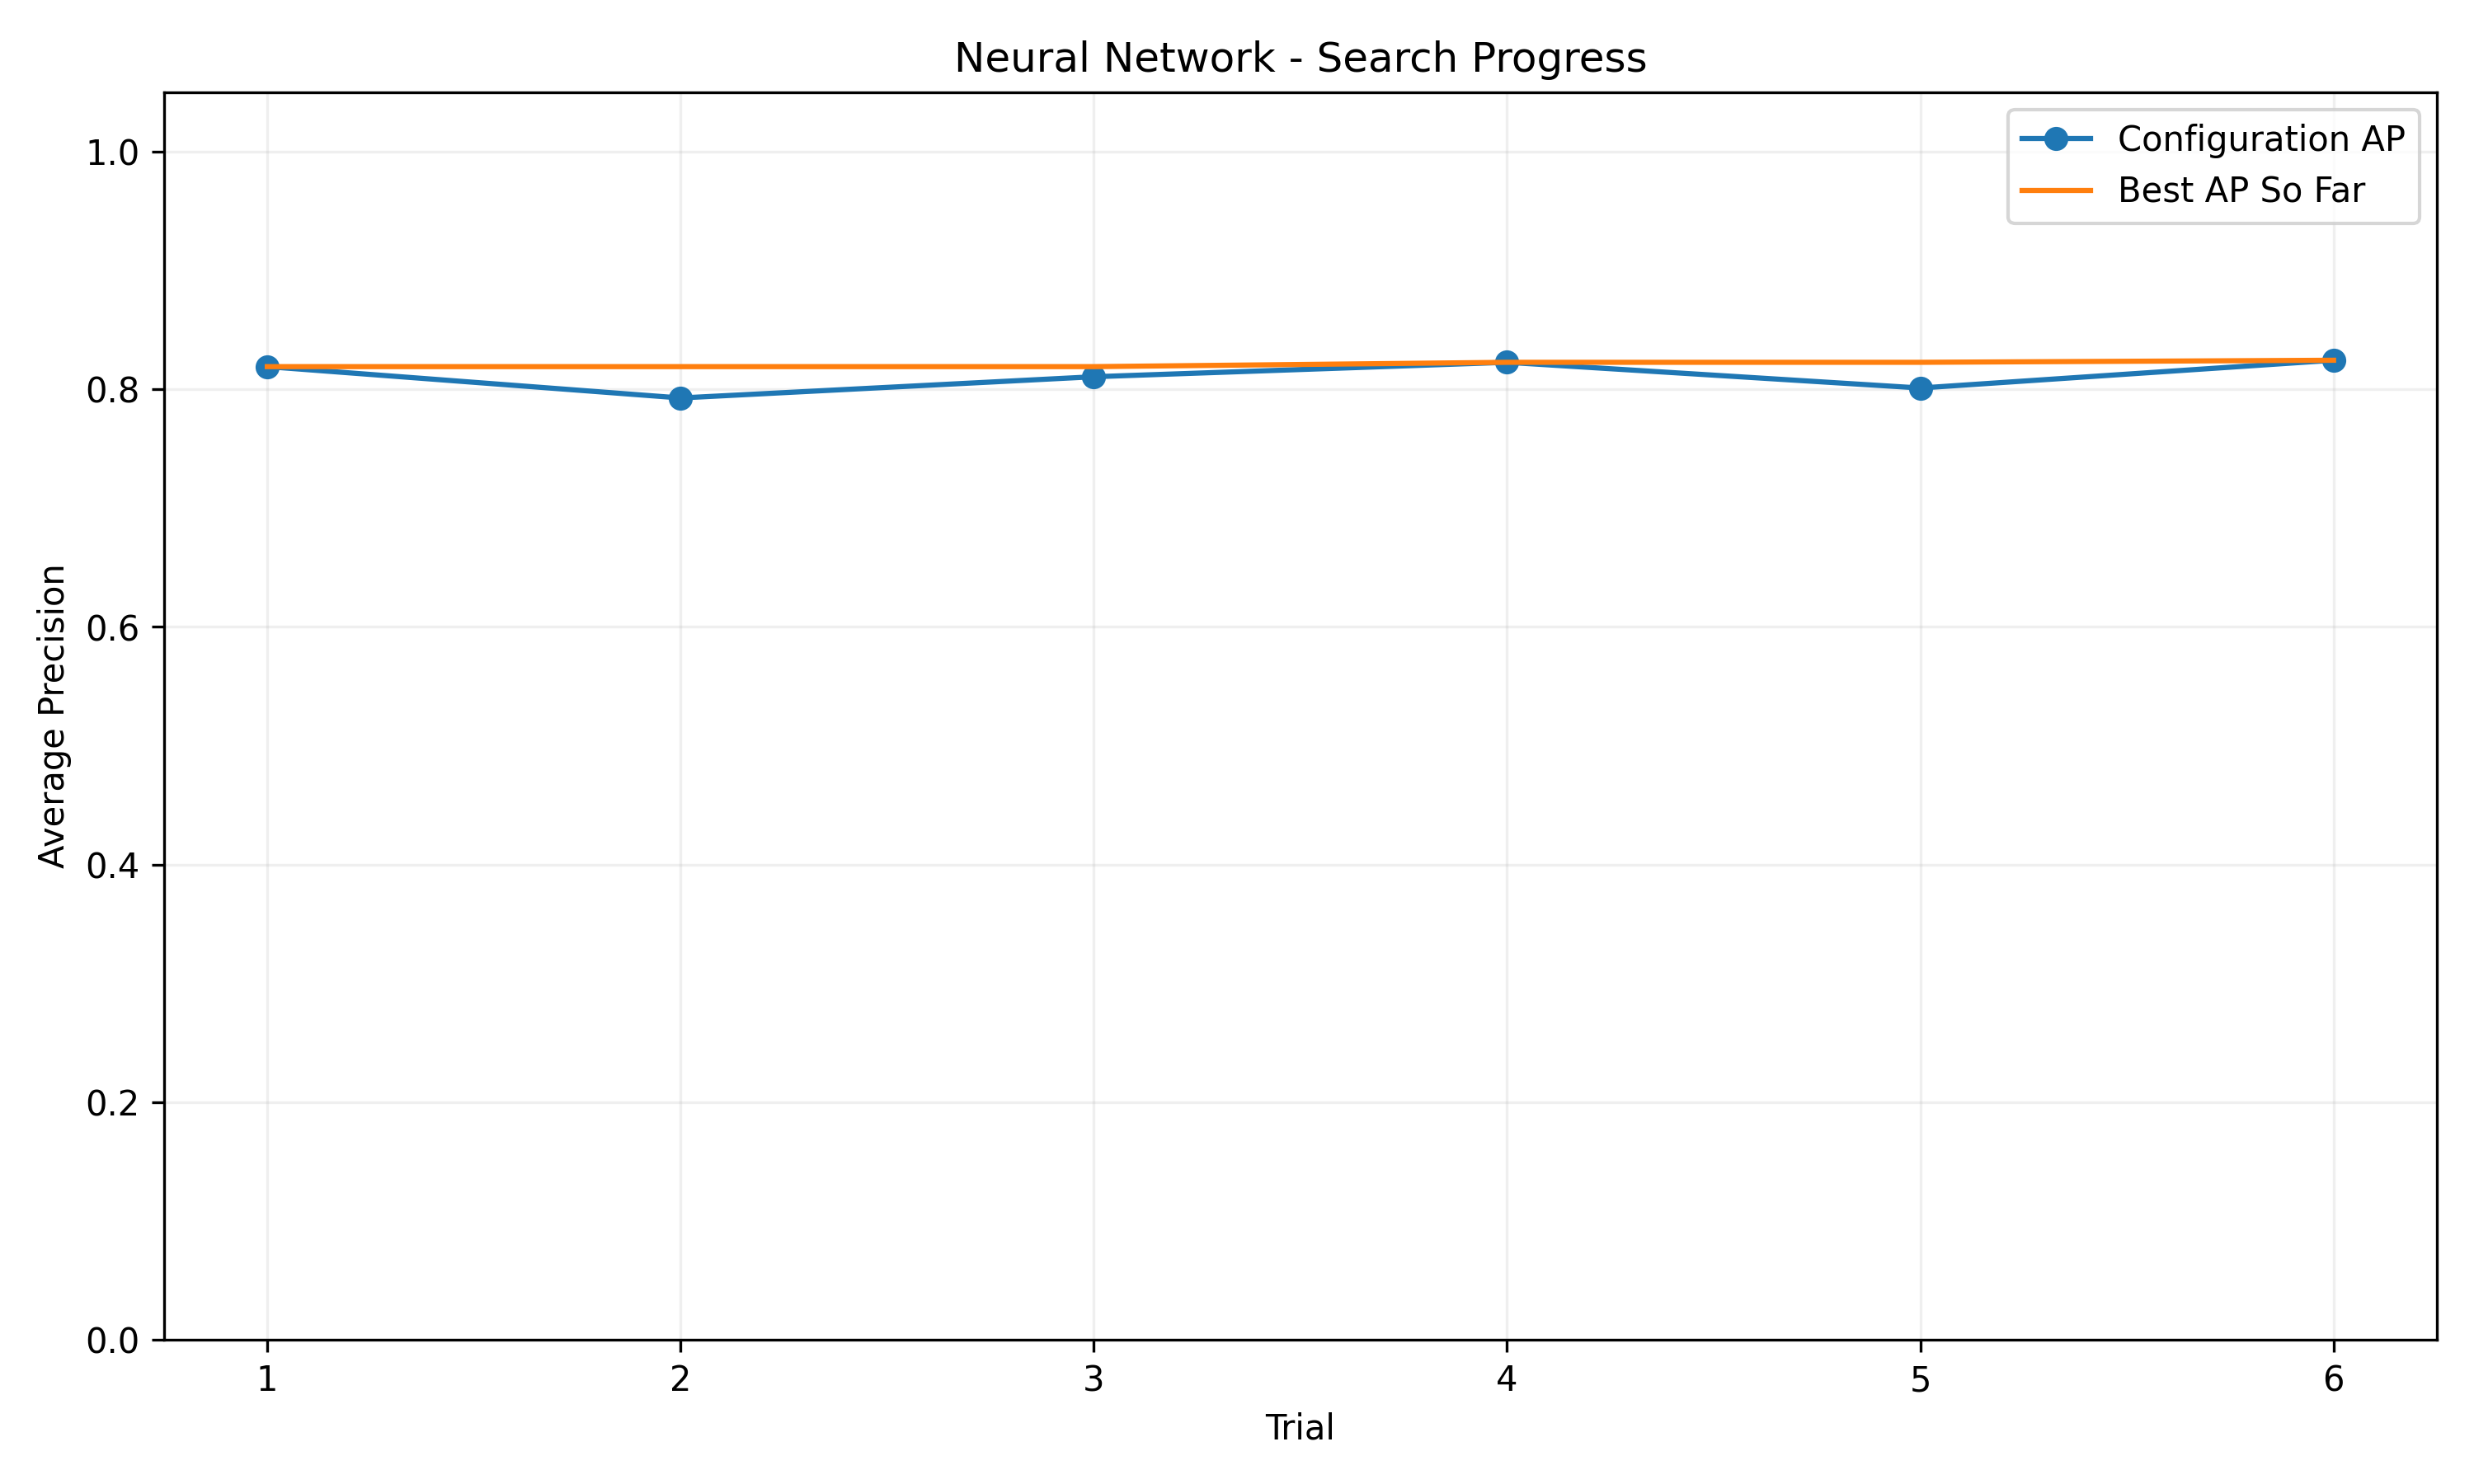 Neural Network - Search Progress
Configuration AP
Best AP So Far
1.0
0.8
0.6
0.4
0.2
0.0
Average Precision
1 2 3 4 5 6
Trial